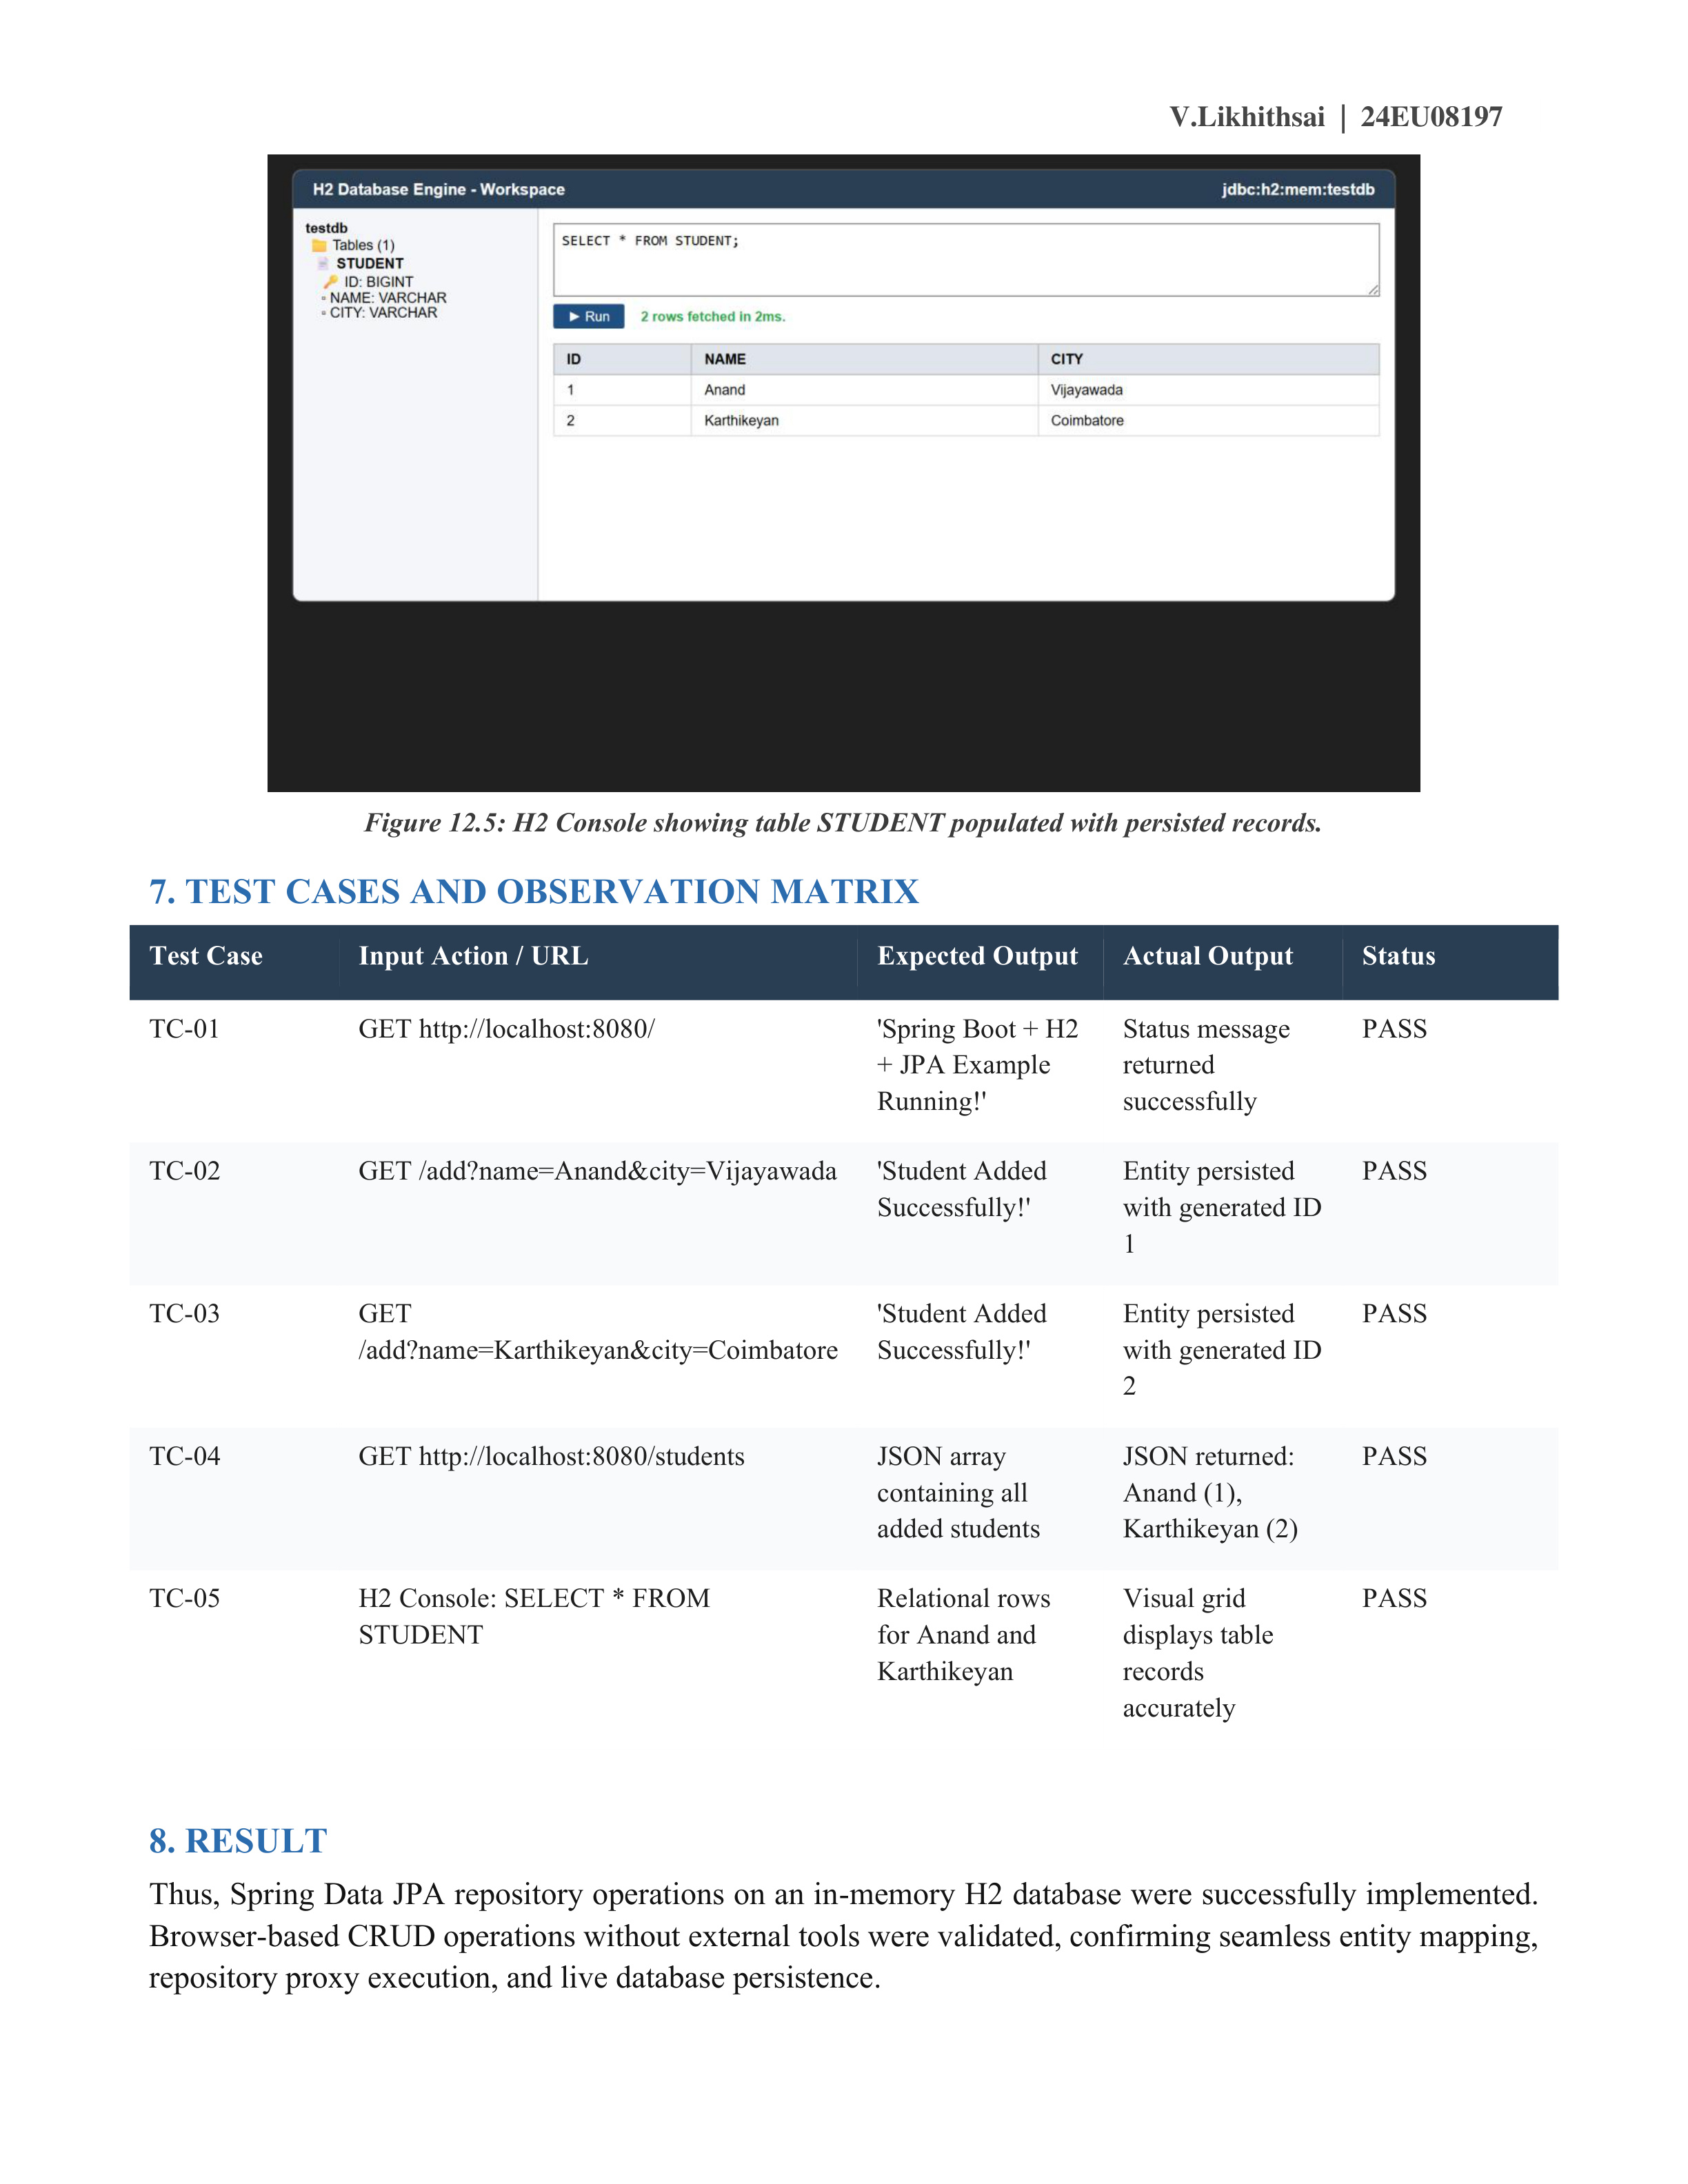 V.Likhithsai | 24EU08197
H2 Database Engine - Workspace
jdbc:h2:mem:testdb
testdb
Tables (1)
STUDENT
ID: BIGINT
NAME: VARCHAR
CITY: VARCHAR
SELECT * FROM STUDENT;
▶ Run
2 rows fetched in 2ms.
ID NAME CITY
1 Anand Vijayawada
2 Karthikeyan Coimbatore
Figure 12.5: H2 Console showing table STUDENT populated with persisted records.
7. TEST CASES AND OBSERVATION MATRIX
Test Case Input Action / URL Expected Output Actual Output Status
TC-01
GET http://localhost:8080/
'Spring Boot + H2
+ JPA Example
Running!'
Status message
returned
successfully
PASS
TC-02
GET /add?name=Anand&city=Vijayawada
'Student Added
Successfully!'
Entity persisted
with generated ID
1
PASS
TC-03
GET
/add?name=Karthikeyan&city=Coimbatore
'Student Added
Successfully!'
Entity persisted
with generated ID
2
PASS
TC-04
GET http://localhost:8080/students
JSON array
containing all
added students
JSON returned:
Anand (1),
Karthikeyan (2)
PASS
TC-05
H2 Console: SELECT * FROM
STUDENT
Relational rows
for Anand and
Karthikeyan
Visual grid
displays table
records
accurately
PASS
8. RESULT
Thus, Spring Data JPA repository operations on an in-memory H2 database were successfully implemented.
Browser-based CRUD operations without external tools were validated, confirming seamless entity mapping,
repository proxy execution, and live database persistence.